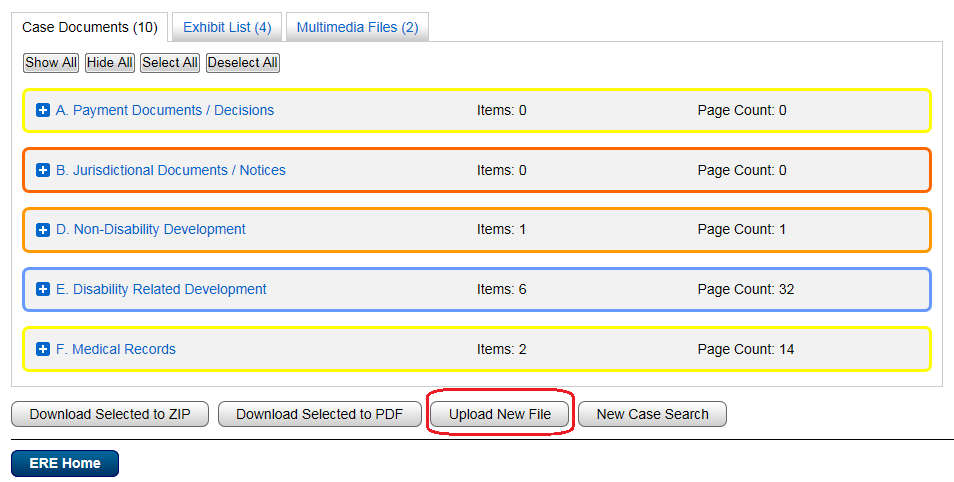 Case Documents (10) Exhibit List (4) Multimedia Files (2)
Show All Hide All Select All Deselect All
A. Payment Documents / Decisions Items: 0 Page Count: 0
B. Jurisdictional Documents / Notices Items: 0 Page Count: 0
D. Non-Disability Development Items: 1 Page Count: 1
E. Disability Related Development Items: 6 Page Count: 32
F. Medical Records Items: 2 Page Count: 14
Download Selected to ZIP Download Selected to PDF Upload New File New Case Search
ERE Home